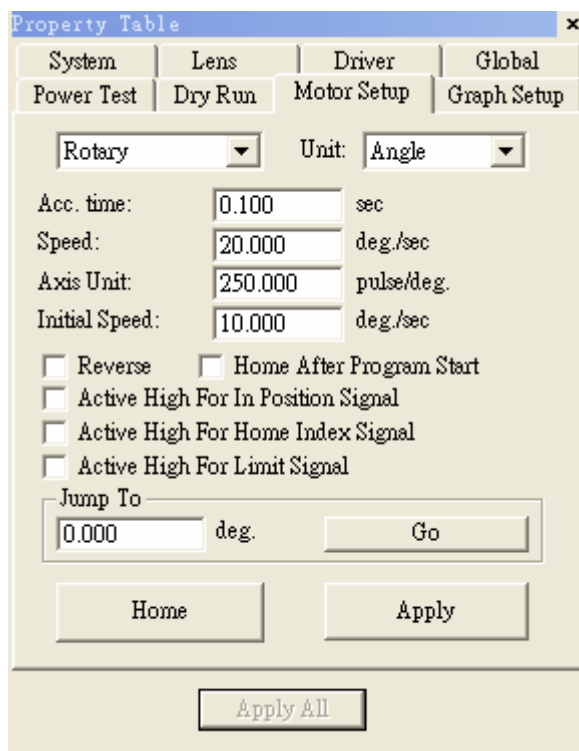 Property Table
System Lens Driver Global
Power Test Dry Run Motor Setup Graph Setup
Rotary Unit: Angle
Acc. time: 0.100 sec
Speed: 20.000 deg./sec
Axis Unit: 250.000 pulse/deg.
Initial Speed: 10.000 deg./sec
Reverse Home After Program Start
Active High For In Position Signal
Active High For Home Index Signal
Active High For Limit Signal
Jump To
0.000 deg. Go
Home Apply
Apply All